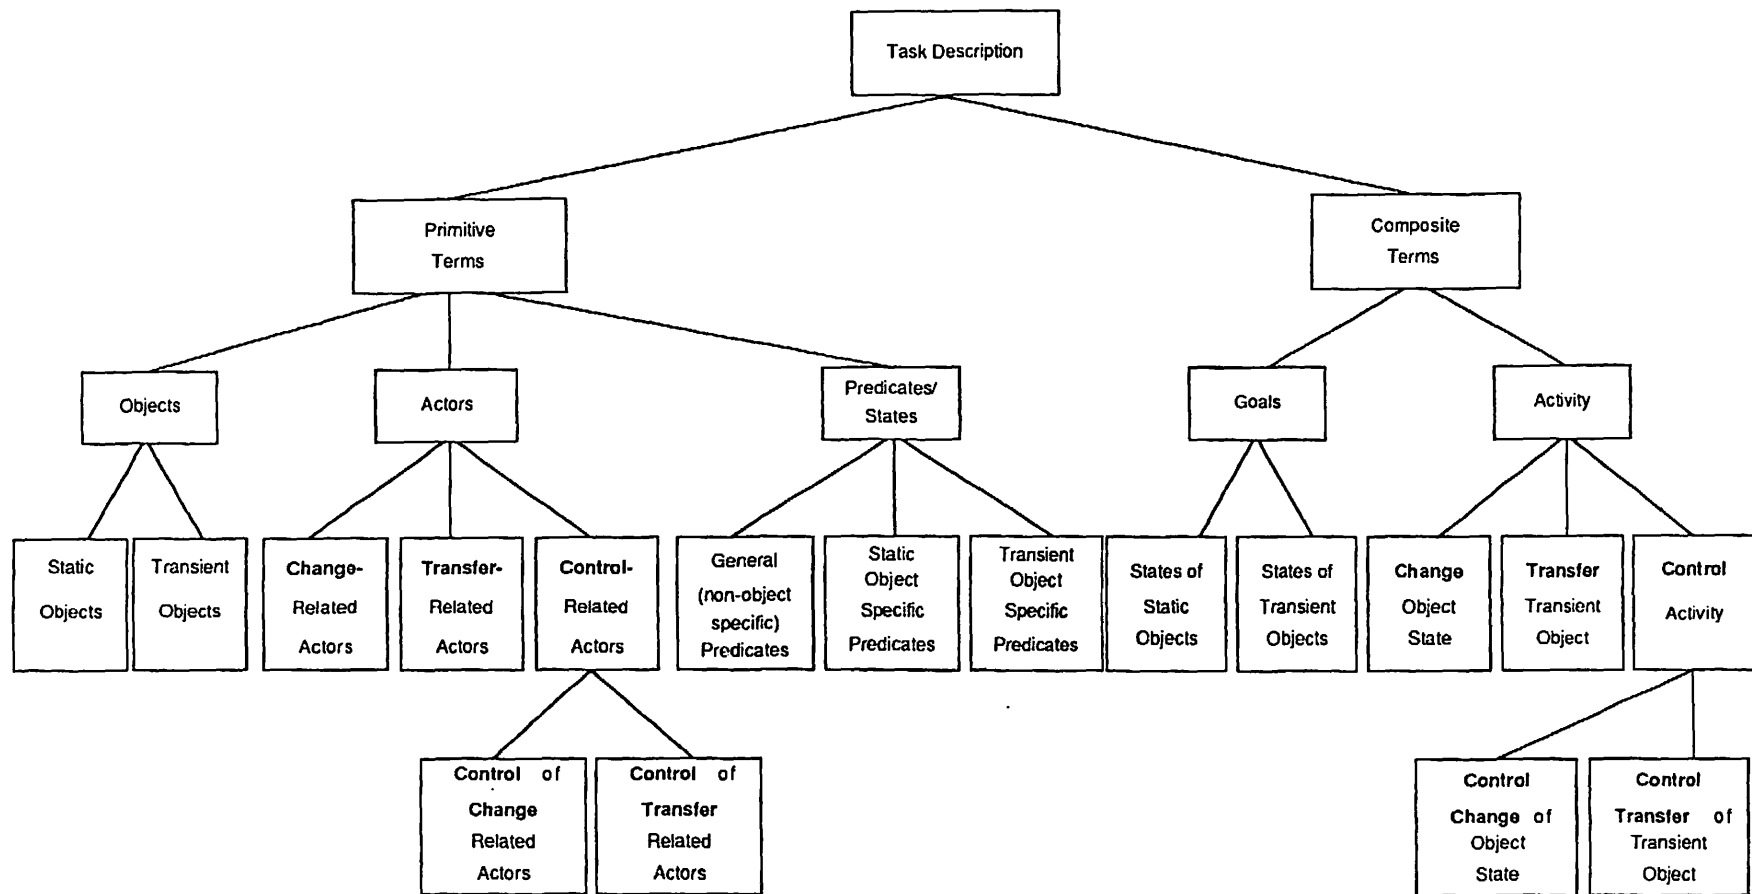 Task Description
Primitive
Terms
Composite
Terms
Objects
Actors
Predicates/
States
Goals
Activity
Static
Objects
Transient
Objects
Change-
Related
Actors
Transfer-
Related
Actors
Control-
Related
Actors
General
(non-object
specific)
Predicates
Static
Object
Specific
Predicates
Transient
Object
Specific
Predicates
States of
Static
Objects
States of
Transient
Objects
Change
Object
State
Transfer
Transient
Object
Control
Activity
Control of
Change
Related
Actors
Control of
Transfer
Related
Actors
Control
Change of
Object
State
Control
Transfer of
Transient
Object